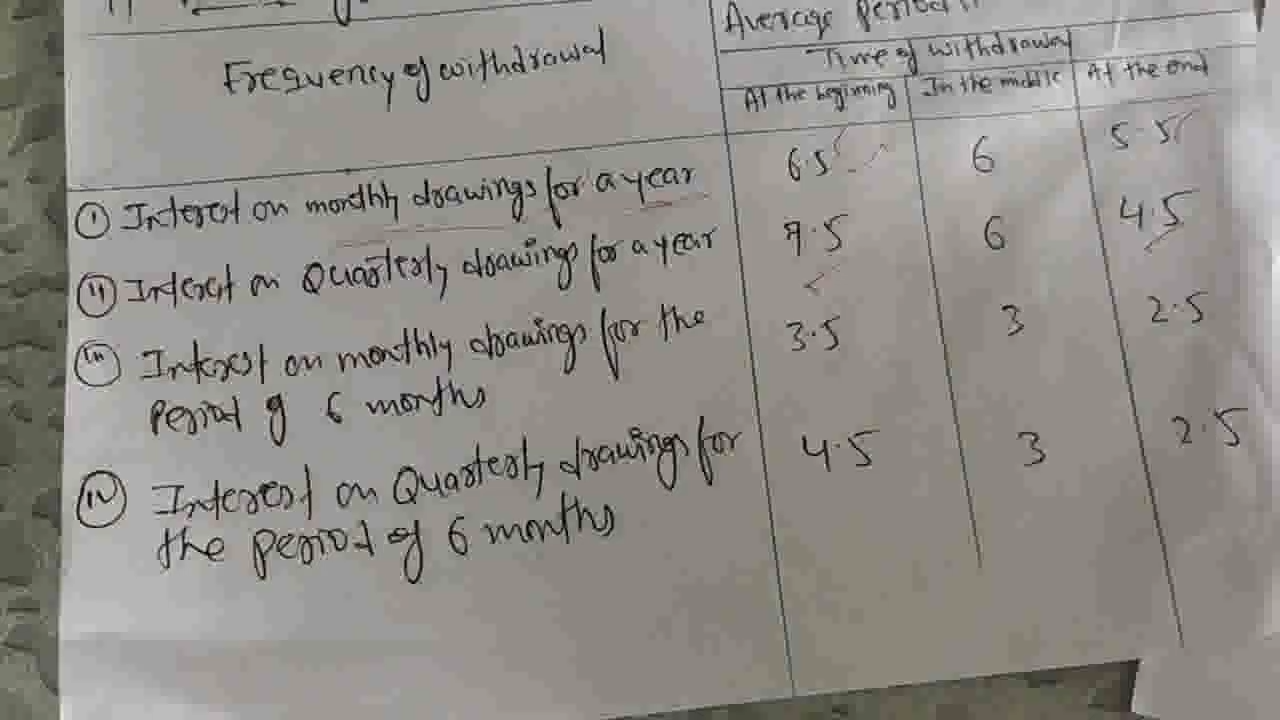 Average Period
Time of withdrawal
Frequency of withdrawal
At the beginning In the middle At the end
(i) Interest on monthly drawings for a year 6.5 6 5.5
(ii) Interest on Quarterly drawings for a year 7.5 6 4.5
(iii) Interest on monthly drawings for the 3.5 3 2.5
Period of 6 months
(iv) Interest on Quarterly drawings for 4.5 3 2.5
the period of 6 months